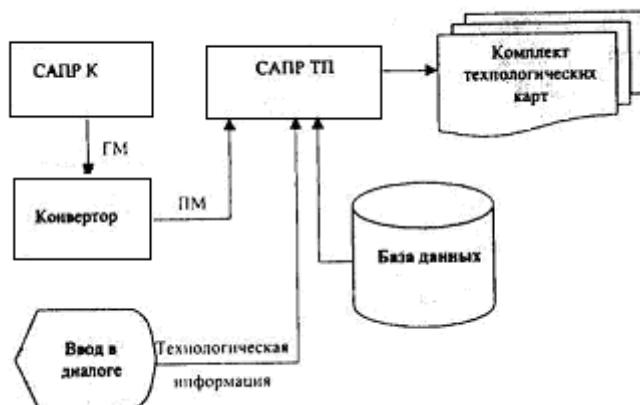 САПР К
САПР ТП
Комплект
технологических
карт
ГМ
Конвертор
ПМ
База данных
Ввод в
диалоге
Технологическая
информация